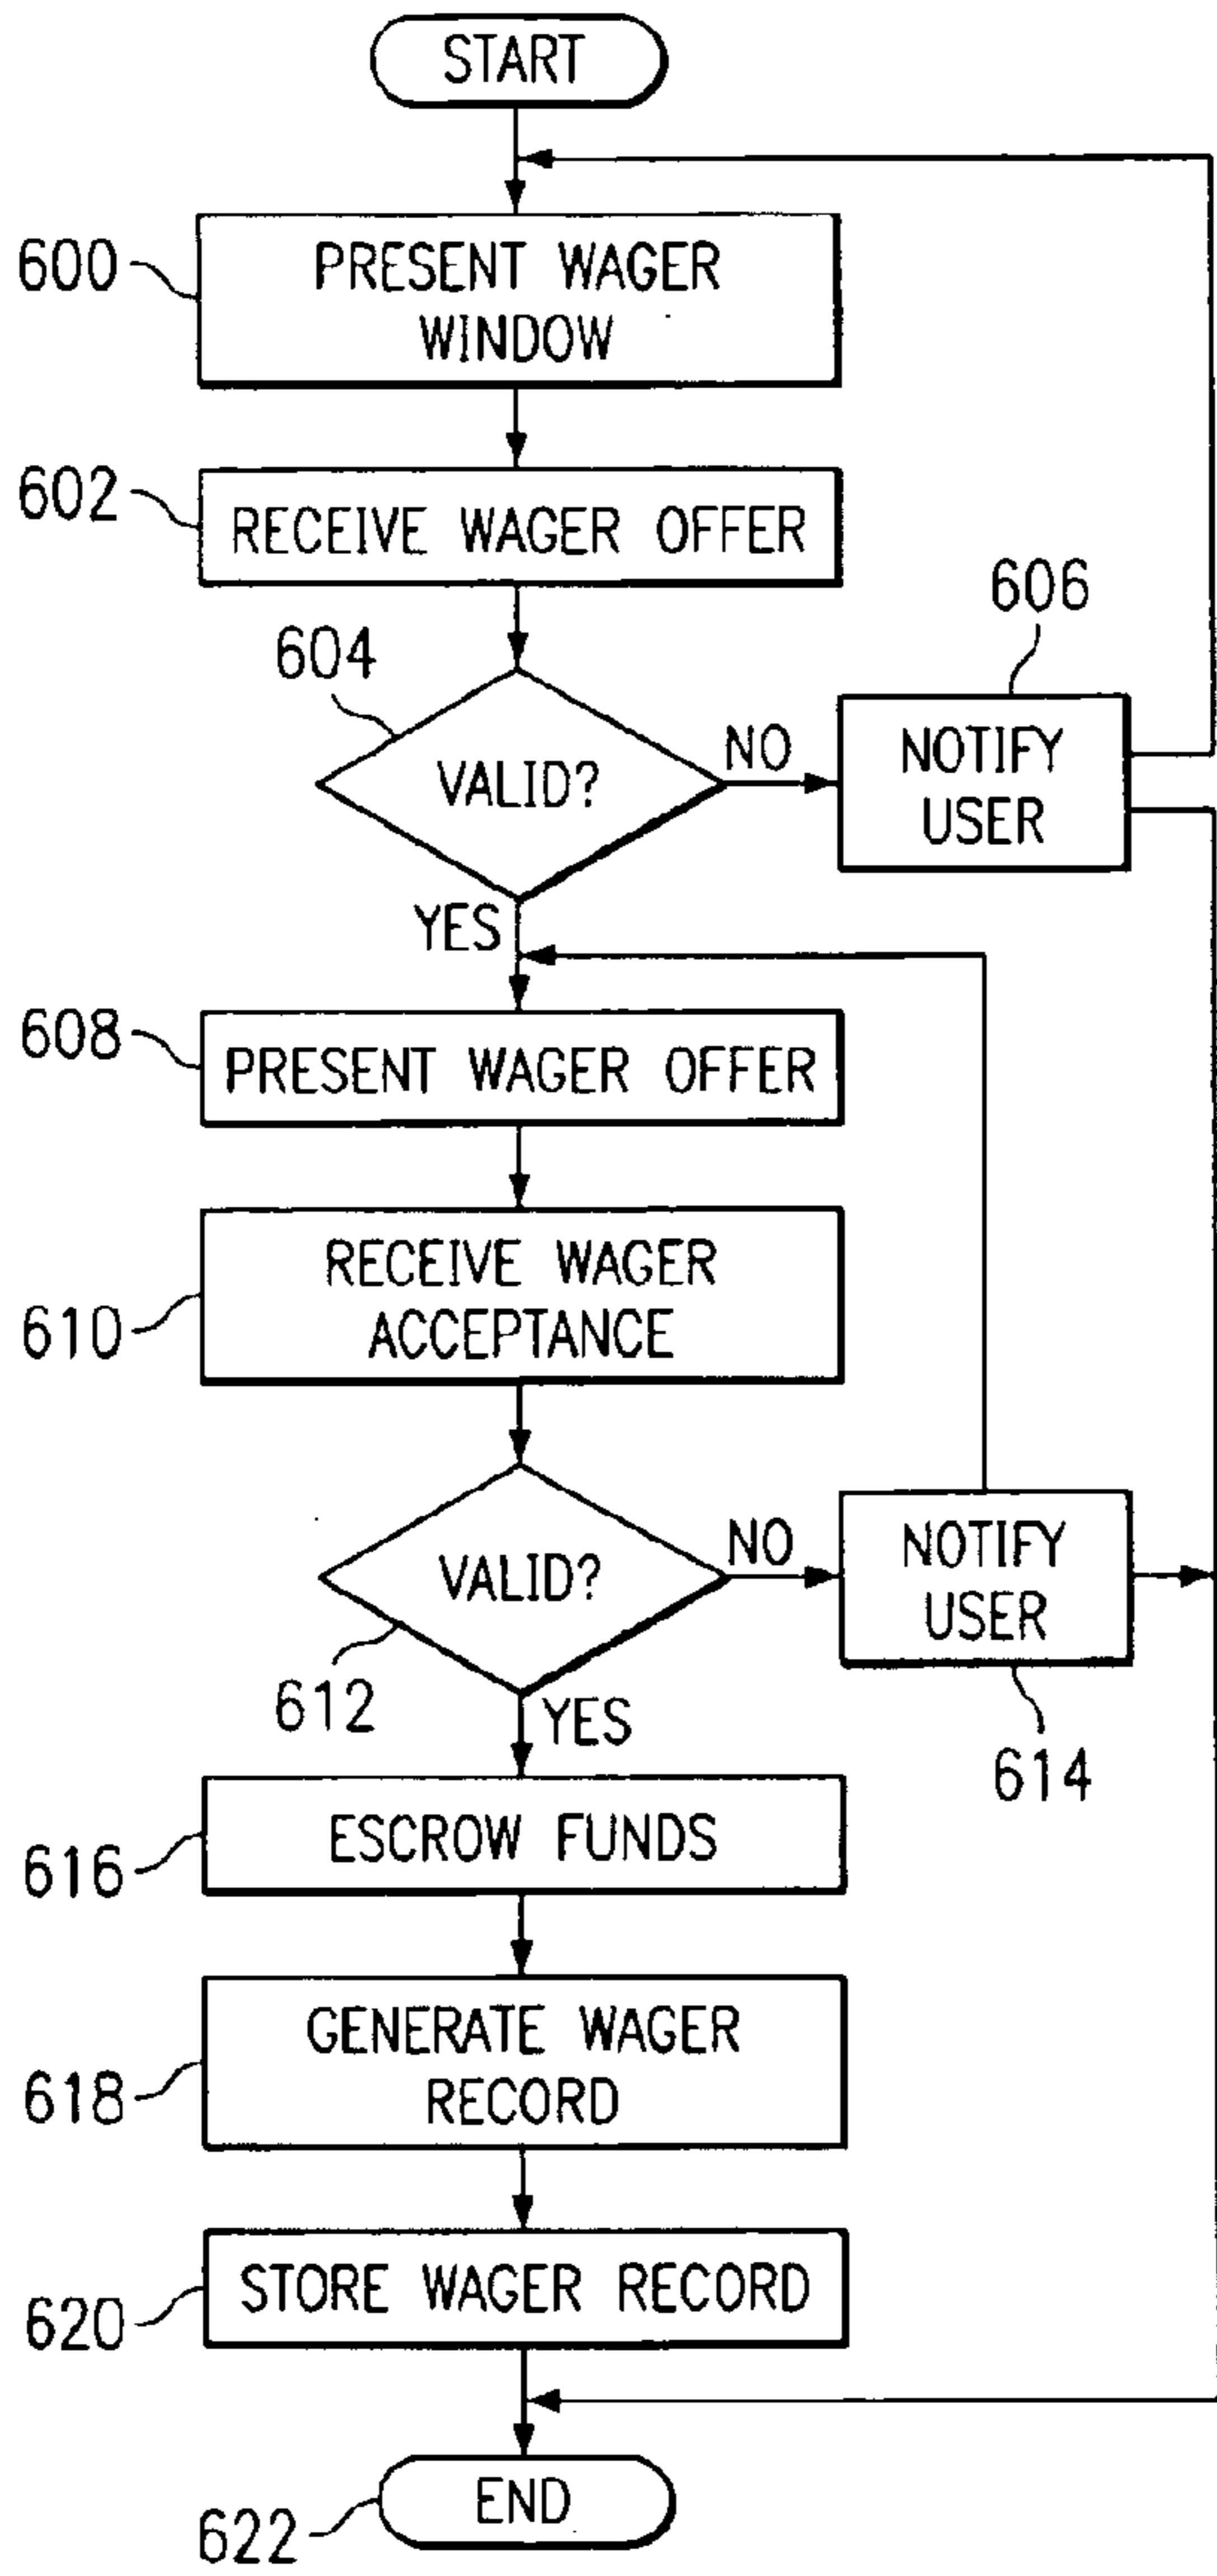 START
600
PRESENT WAGER
WINDOW
602
RECEIVE WAGER OFFER
606
604
VALID?
NO
NOTIFY
USER
YES
608
PRESENT WAGER OFFER
610
RECEIVE WAGER
ACCEPTANCE
VALID?
NO
NOTIFY
USER
612
YES
614
616
ESCROW FUNDS
618
GENERATE WAGER
RECORD
620
STORE WAGER RECORD
622
END